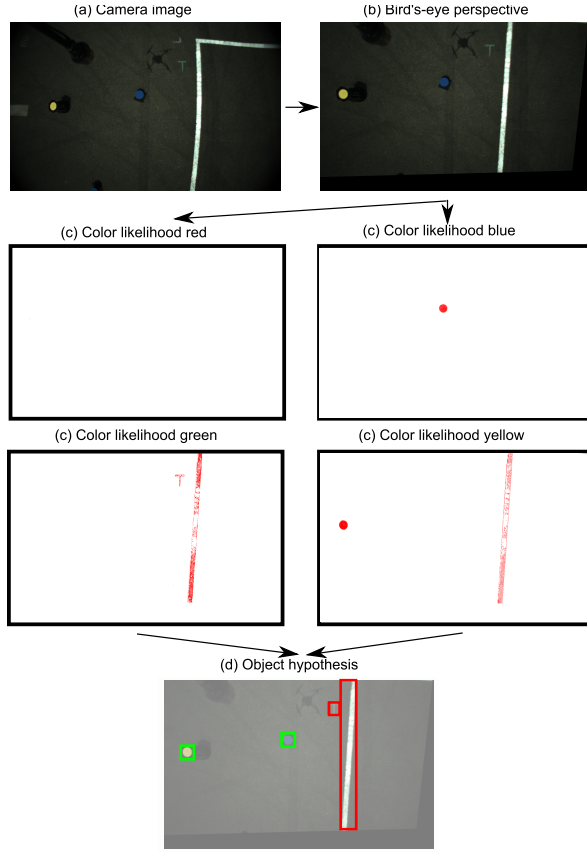 (a) Camera image
(b) Bird's-eye perspective
(c) Color likelihood red
(c) Color likelihood blue
(c) Color likelihood green
(c) Color likelihood yellow
(d) Object hypothesis